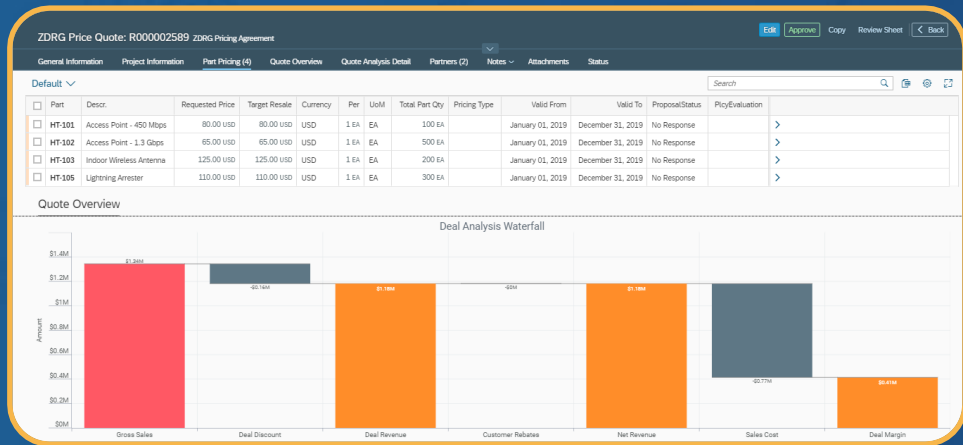 ZDRG Price Quote: R000002589 ZDRG Pricing Agreement
Edit Approve Copy Review Sheet Back
General Information Project Information Part Pricing (4) Quote Overview Quote Analysis Detail Partners (2) Notes Attachments Status
Default
Search
Part Descr. Requested Price Target Resale Currency Per UoM Total Part Qty Pricing Type Valid From Valid To ProposalStatus PlcyEvaluation
HT-101 Access Point - 450 Mbps 80.00 USD 80.00 USD USD 1 EA EA 100 EA January 01, 2019 December 31, 2019 No Response
HT-102 Access Point - 1.3 Gbps 65.00 USD 65.00 USD USD 1 EA EA 500 EA January 01, 2019 December 31, 2019 No Response
HT-103 Indoor Wireless Antenna 125.00 USD 125.00 USD USD 1 EA EA 200 EA January 01, 2019 December 31, 2019 No Response
HT-105 Lightning Arrester 110.00 USD 110.00 USD USD 1 EA EA 300 EA January 01, 2019 December 31, 2019 No Response
Quote Overview
Deal Analysis Waterfall
$1.4M
$1.34M
$1.2M
-$0.16M $1.18M -$0M $1.18M
$1M
Amount
$0.8M
$0.6M
$0.4M
-$0.77M $0.41M
$0.2M
$0M
Gross Sales Deal Discount Deal Revenue Customer Rebates Net Revenue Sales Cost Deal Margin